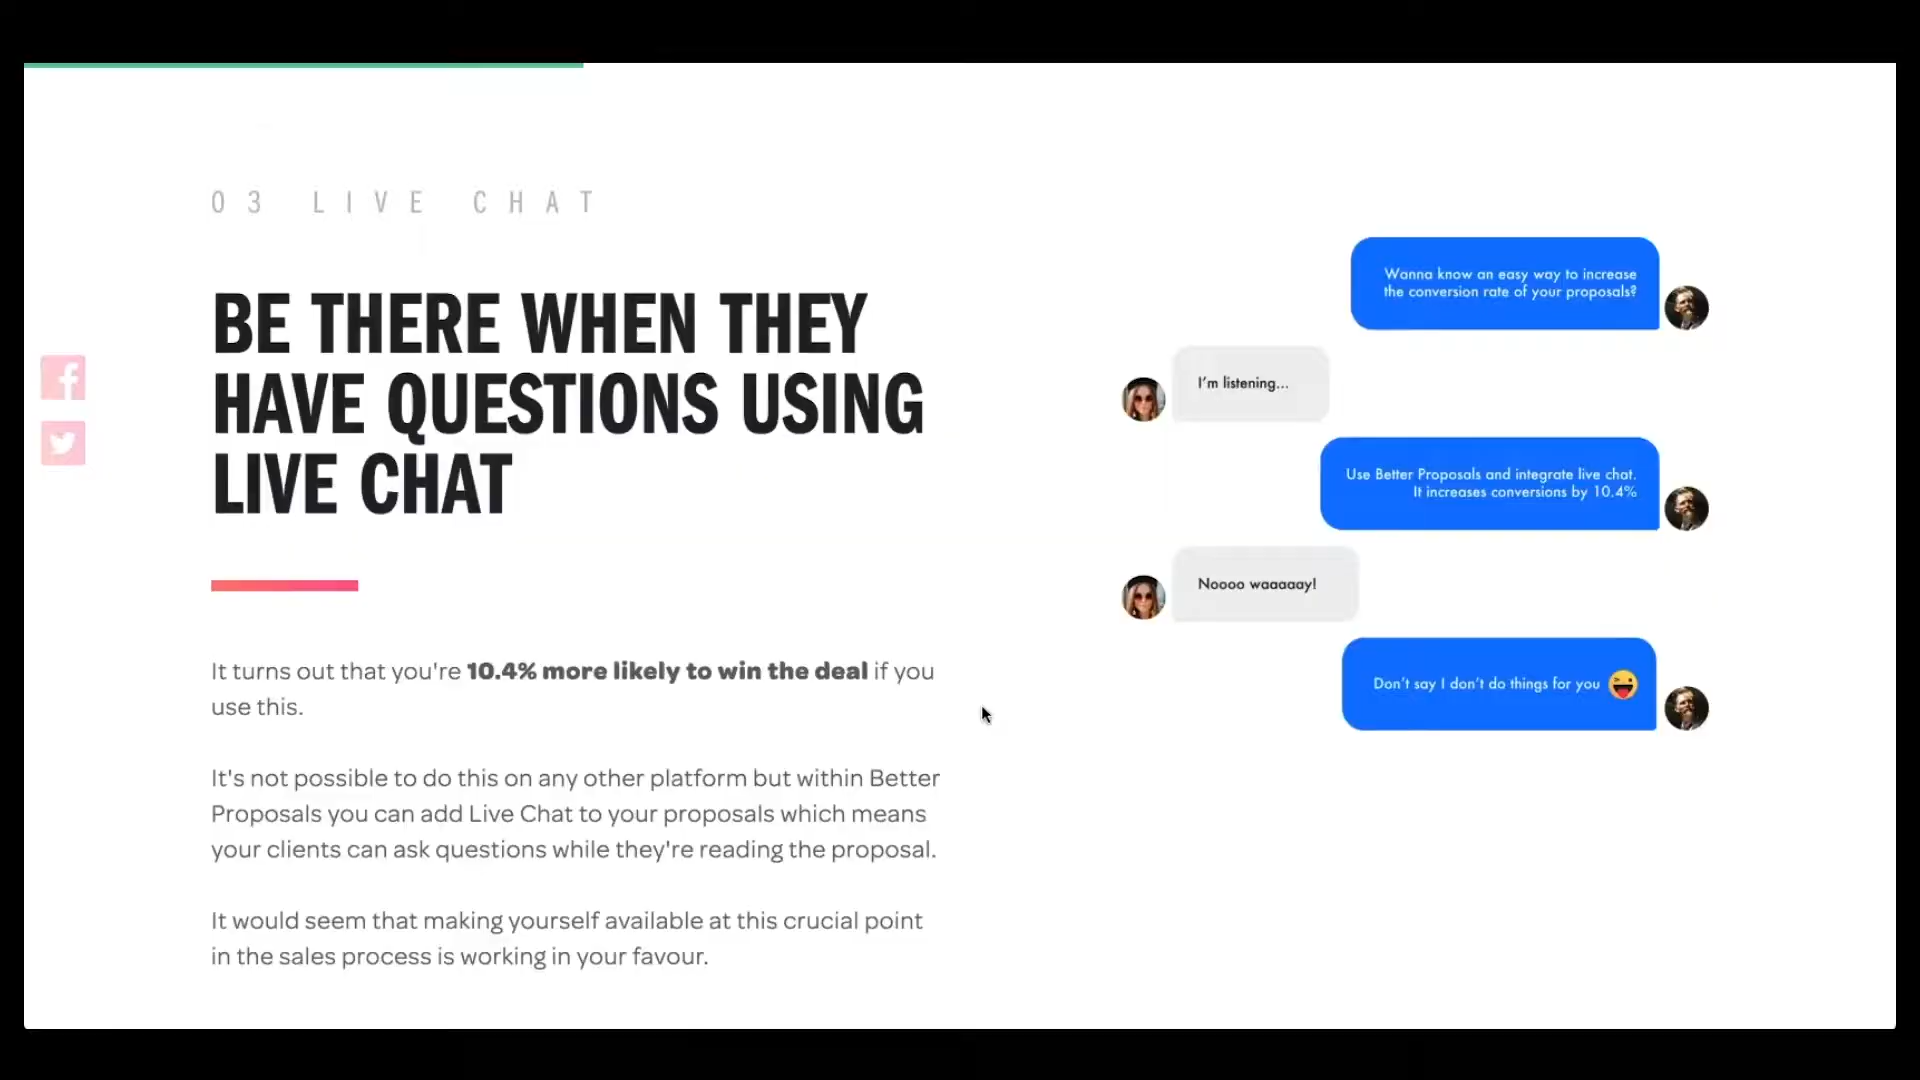 03 LIVE CHAT
BE THERE WHEN THEY
HAVE QUESTIONS USING
LIVE CHAT
It turns out that you're 10.4% more likely to win the deal if you
use this.
It's not possible to do this on any other platform but within Better
Proposals you can add Live Chat to your proposals which means
your clients can ask questions while they're reading the proposal.
It would seem that making yourself available at this crucial point
in the sales process is working in your favour.
Wanna know an easy way to increase
the conversion rate of your proposals?
I'm listening...
Use Better Proposals and integrate live chat.
It increases conversions by 10.4%
Noooo waaaaay!
Don't say I don't do things for you